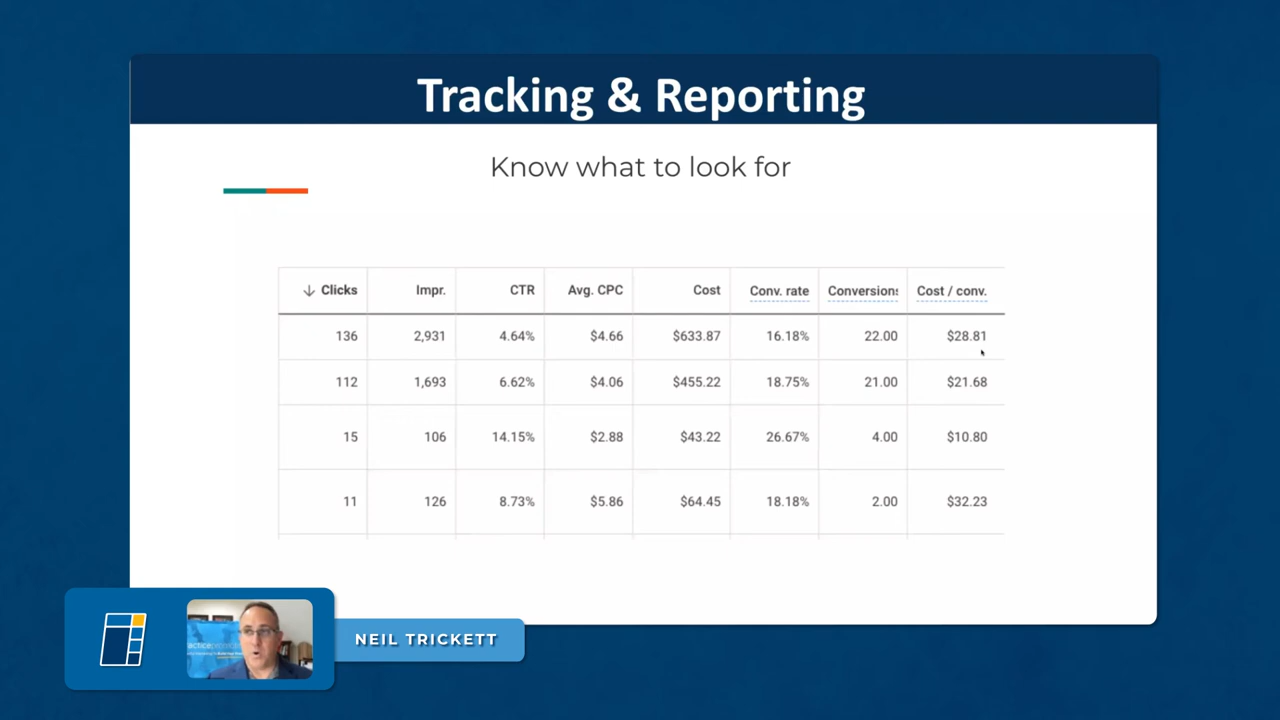 Tracking & Reporting
Know what to look for
↓ Clicks Impr. CTR Avg. CPC Cost Conv. rate Conversions Cost / conv.
136 2,931 4.64% $4.66 $633.87 16.18% 22.00 $28.81
112 1,693 6.62% $4.06 $455.22 18.75% 21.00 $21.68
15 106 14.15% $2.88 $43.22 26.67% 4.00 $10.80
11 126 8.73% $5.86 $64.45 18.18% 2.00 $32.23
NEIL TRICKETT